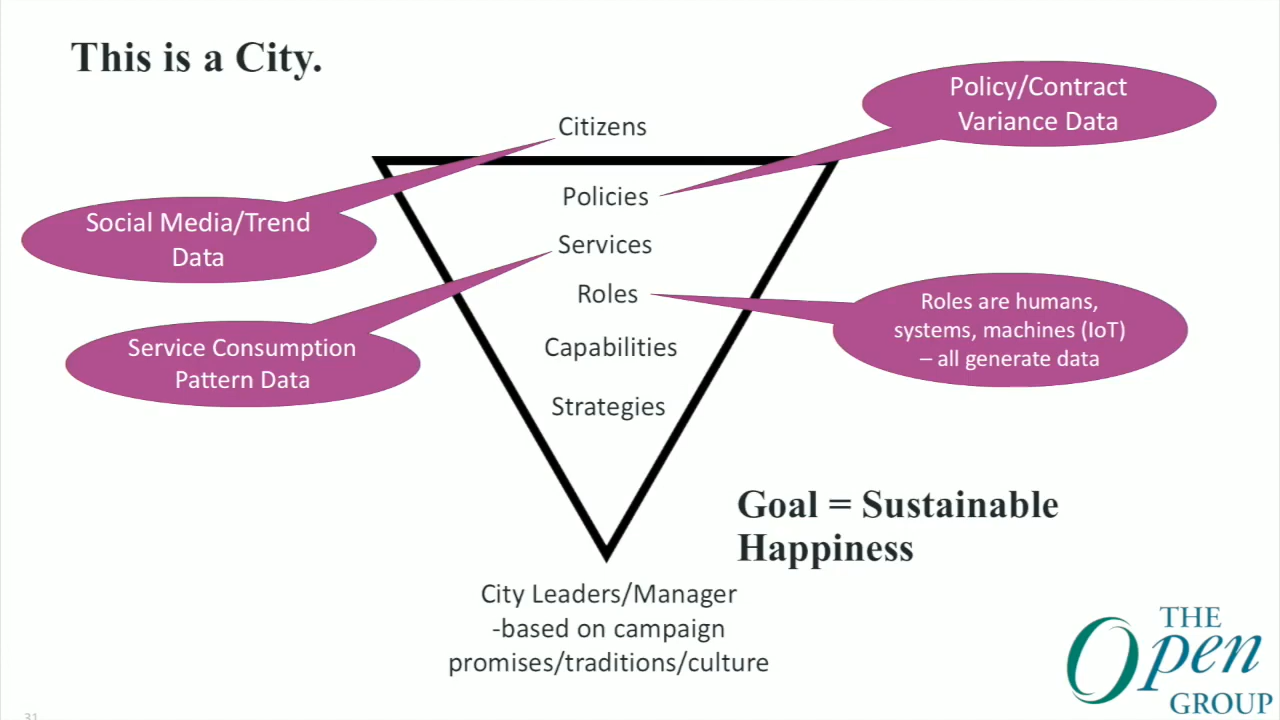 This is a City.
Policy/Contract
Variance Data
Citizens
Policies
Social Media/Trend
Data
Services
Roles
Roles are humans,
systems, machines (IoT)
– all generate data
Service Consumption
Pattern Data
Capabilities
Strategies
Goal = Sustainable
Happiness
City Leaders/Manager
-based on campaign
promises/traditions/culture
THE
Open
GROUP
31